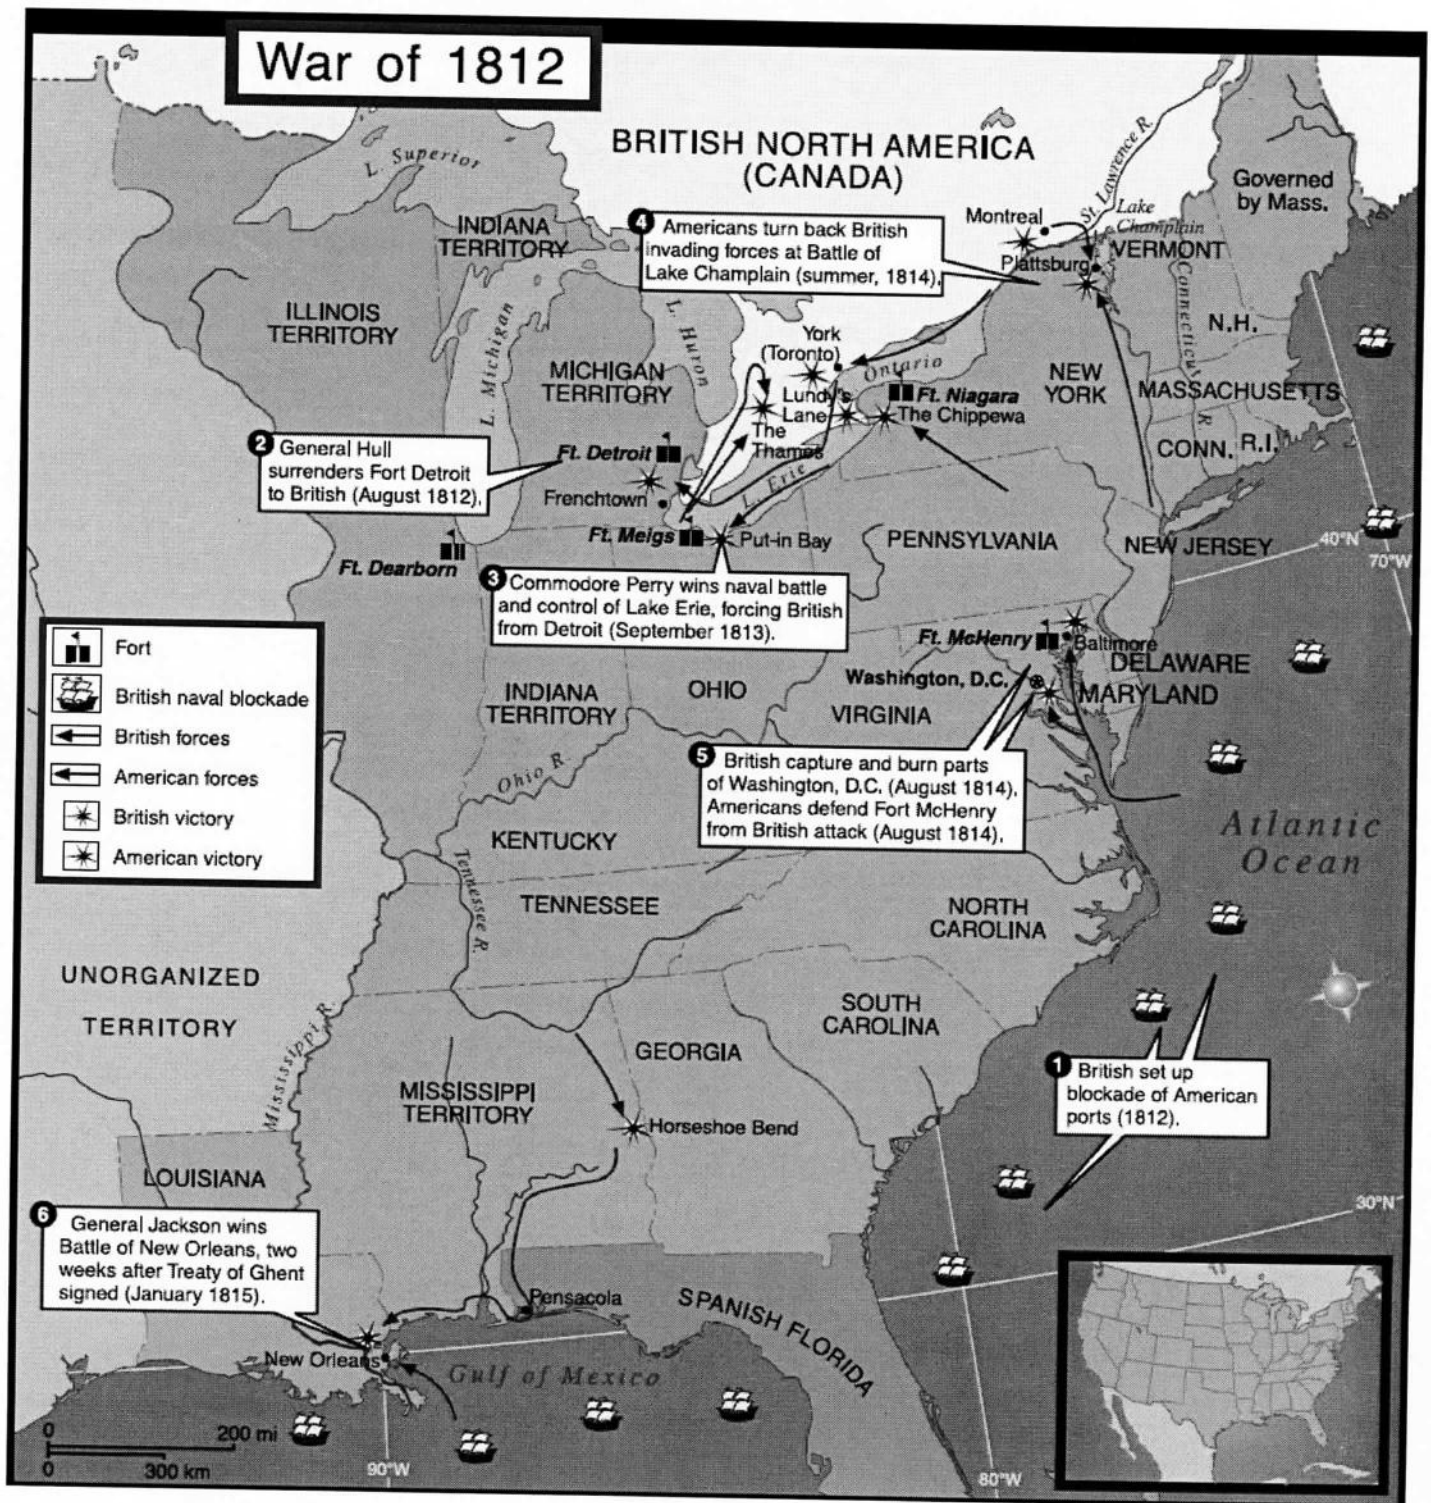 War of 1812
BRITISH NORTH AMERICA
(CANADA)
L. Superior
St. Lawrence R.
Governed
by Mass.
INDIANA
TERRITORY
4 Americans turn back British
invading forces at Battle of
Lake Champlain (summer, 1814).
Montreal
Lake
Champlain
Plattsburg
VERMONT
ILLINOIS
TERRITORY
L. Michigan
L. Huron
Connecticut
R
N.H.
York
(Toronto)
Ontario
MICHIGAN
TERRITORY
NEW
YORK
MASSACHUSETTS
Lundy's
Lane
Ft. Niagara
The Chippewa
The
Thames
CONN.
R.I.
2 General Hull
surrenders Fort Detroit
to British (August 1812).
Ft. Detroit
Frenchtown
L. Erie
Ft. Meigs
Put-in Bay
PENNSYLVANIA
NEW JERSEY
40°N
70°W
Ft. Dearborn
3 Commodore Perry wins naval battle
and control of Lake Erie, forcing British
from Detroit (September 1813).
Fort
British naval blockade
British forces
American forces
British victory
American victory
Ft. McHenry
Baltimore
DELAWARE
Washington, D.C.
MARYLAND
INDIANA
TERRITORY
OHIO
VIRGINIA
5 British capture and burn parts
of Washington, D.C. (August 1814).
Americans defend Fort McHenry
from British attack (August 1814).
Ohio R.
KENTUCKY
Atlantic
Ocean
Tennessee R.
TENNESSEE
NORTH
CAROLINA
UNORGANIZED
TERRITORY
Mississippi R.
SOUTH
CAROLINA
GEORGIA
1 British set up
blockade of American
ports (1812).
MISSISSIPPI
TERRITORY
Horseshoe Bend
LOUISIANA
30°N
6 General Jackson wins
Battle of New Orleans, two
weeks after Treaty of Ghent
signed (January 1815).
Pensacola
SPANISH FLORIDA
New Orleans
Gulf of Mexico
0
200 mi
0
300 km
90°W
80°W